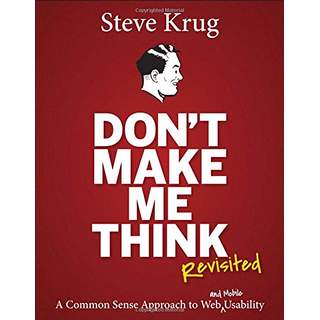 Steve Krug
DON'T
MAKE
ME
THINK
Revisited
and Mobile
A Common Sense Approach to Web Usability